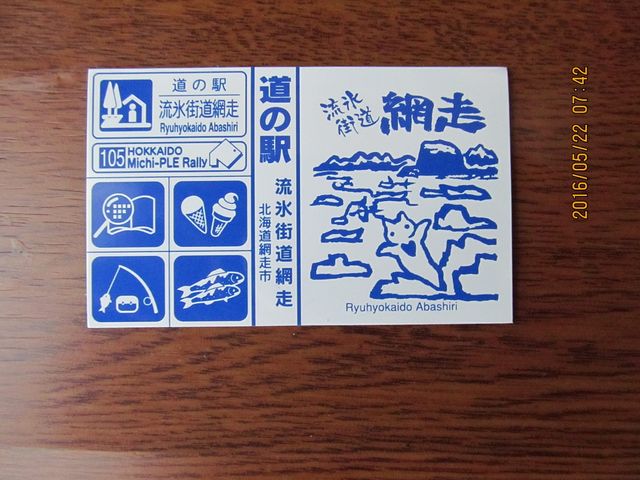 道の駅
流氷街道網走
Ryuhyokaido Abashiri
105 HOKKAIDO
Michi-PLE Rally
道の駅
流氷街道網走
北海道網走市
流氷
街道
網走
Ryuhyokaido Abashiri
2016/05/22 07:42